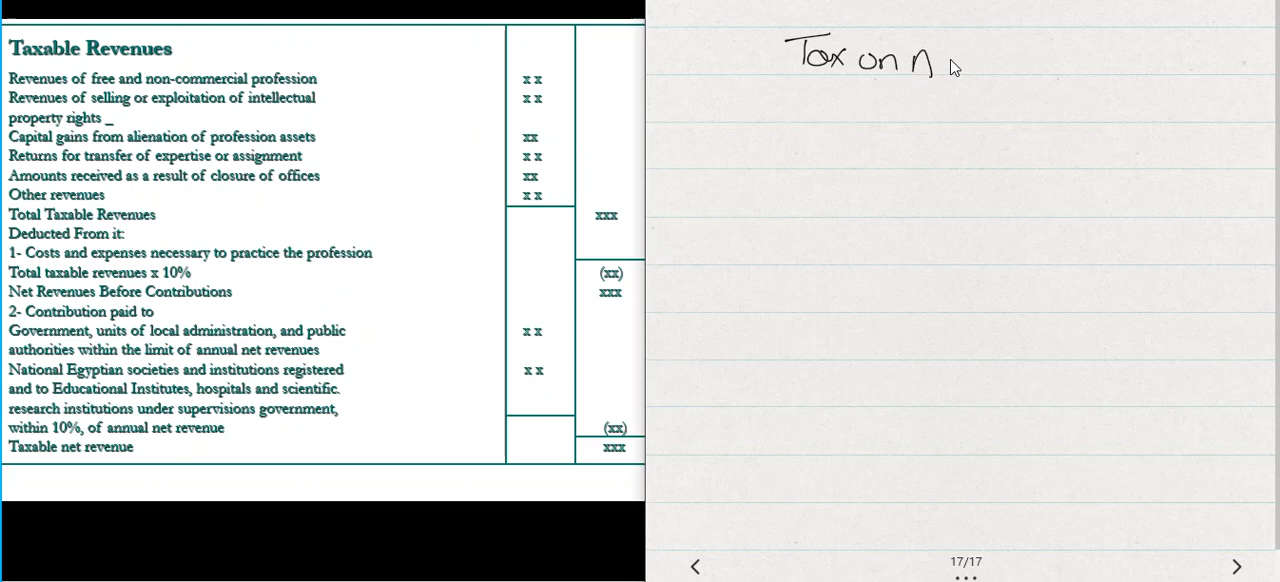 Taxable Revenues
Revenues of free and non-commercial profession x x
Revenues of selling or exploitation of intellectual x x
property rights _
Capital gains from alienation of profession assets xx
Returns for transfer of expertise or assignment x x
Amounts received as a result of closure of offices xx
Other revenues x x
Total Taxable Revenues xxx
Deducted From it:
1- Costs and expenses necessary to practice the profession
Total taxable revenues x 10% (xx)
Net Revenues Before Contributions xxx
2- Contribution paid to
Government, units of local administration, and public x x
authorities within the limit of annual net revenues
National Egyptian societies and institutions registered x x
and to Educational Institutes, hospitals and scientific.
research institutions under supervisions government,
within 10%, of annual net revenue (xx)
Taxable net revenue xxx
Tax on n
17/17